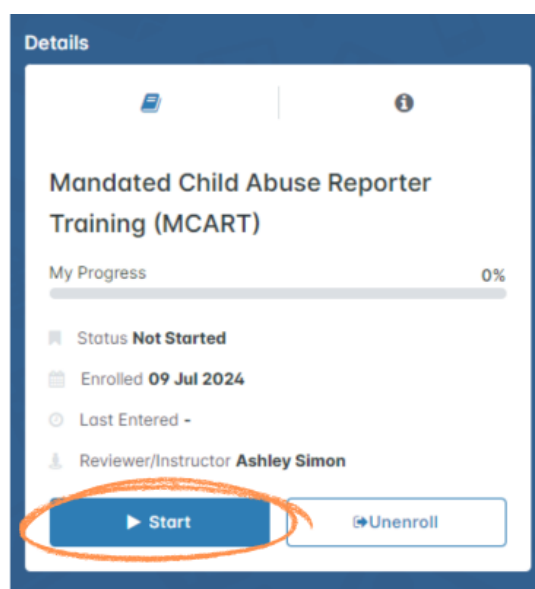 Details
Mandated Child Abuse Reporter
Training (MCART)
My Progress 0%
Status Not Started
Enrolled 09 Jul 2024
Last Entered -
Reviewer/Instructor Ashley Simon
Start Unenroll